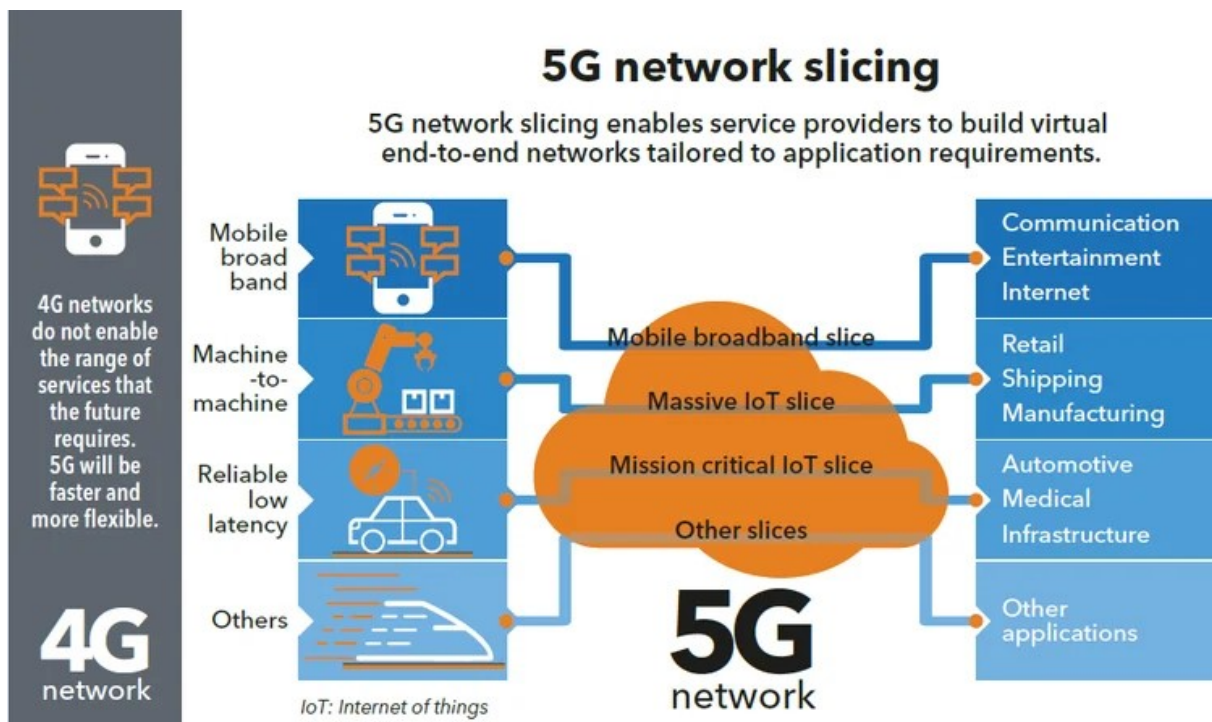 5G network slicing
5G network slicing enables service providers to build virtual
end-to-end networks tailored to application requirements.
4G networks
do not enable
the range of
services that
the future
requires.
5G will be
faster and
more flexible.
4G
network
Mobile
broad
band
Machine
-to-
machine
Reliable
low
latency
Others
Mobile broadband slice
Massive IoT slice
Mission critical IoT slice
Other slices
5G
network
Communication
Entertainment
Internet
Retail
Shipping
Manufacturing
Automotive
Medical
Infrastructure
Other
applications
IoT: Internet of things